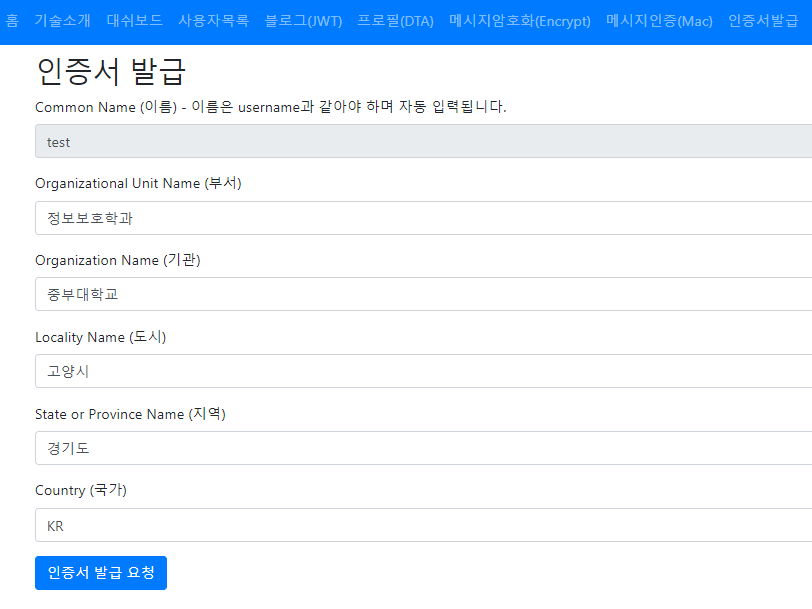 홈 기술소개 대쉬보드 사용자목록 블로그(JWT) 프로필(DTA) 메시지암호화(Encrypt) 메시지인증(Mac) 인증서발급
인증서 발급
Common Name (이름) - 이름은 username과 같아야 하며 자동 입력됩니다.
test
Organizational Unit Name (부서)
정보보호학과
Organization Name (기관)
중부대학교
Locality Name (도시)
고양시
State or Province Name (지역)
경기도
Country (국가)
KR
인증서 발급 요청